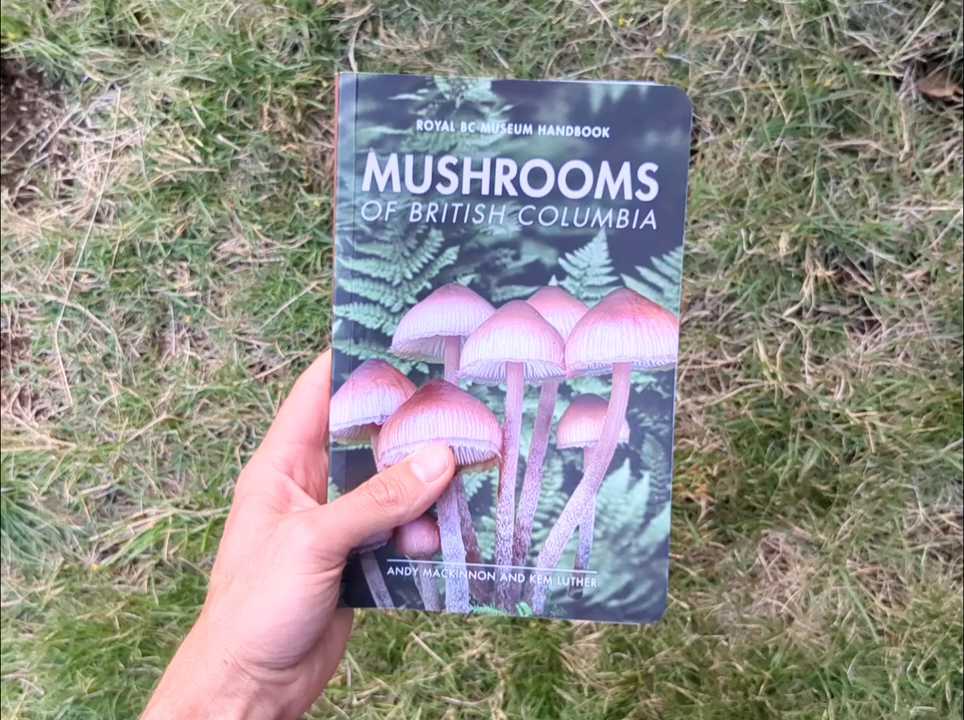 ROYAL BC MUSEUM HANDBOOK
MUSHROOMS
OF BRITISH COLUMBIA
ANDY MACKINNON AND KEM LUTHER